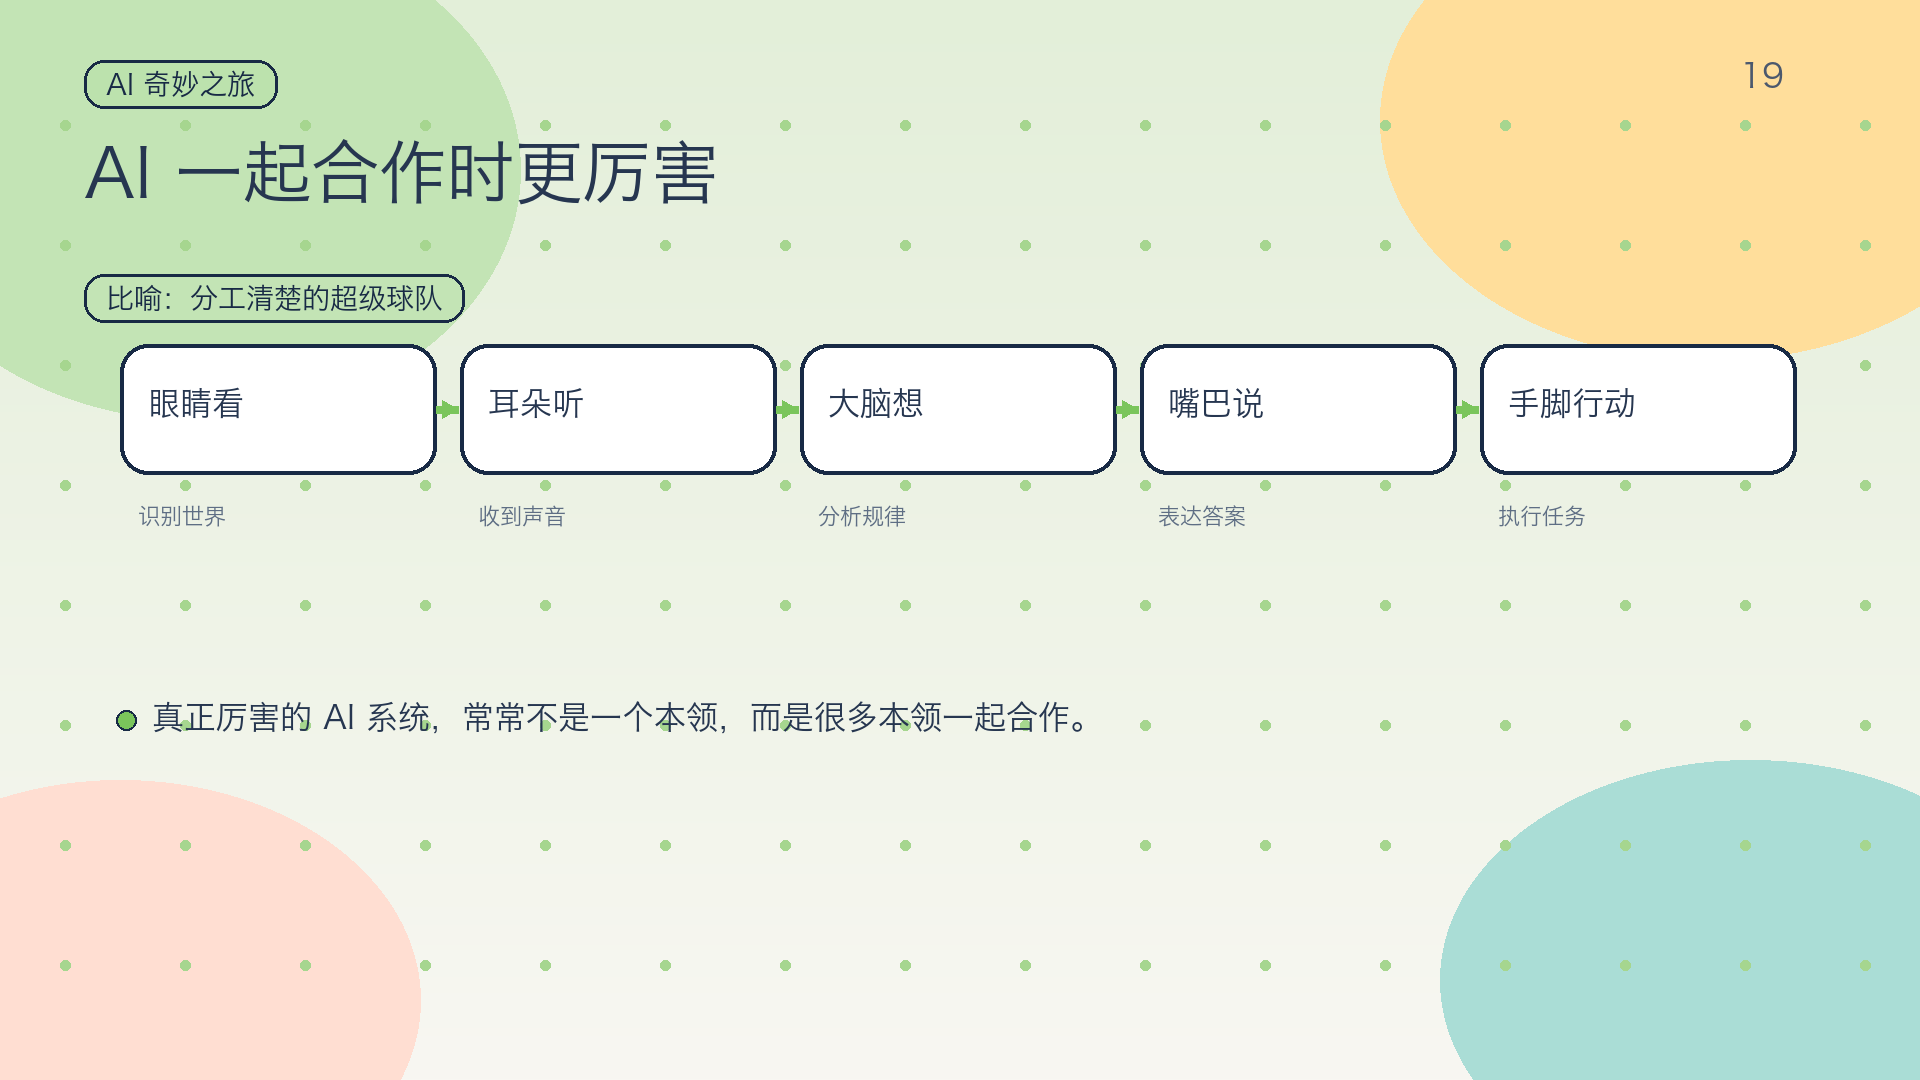 AI 奇妙之旅
19
AI 一起合作时更厉害
比喻：分工清楚的超级球队
眼睛看
耳朵听
大脑想
嘴巴说
手脚行动
识别世界
收到声音
分析规律
表达答案
执行任务
真正厉害的 AI 系统，常常不是一个本领，而是很多本领一起合作。